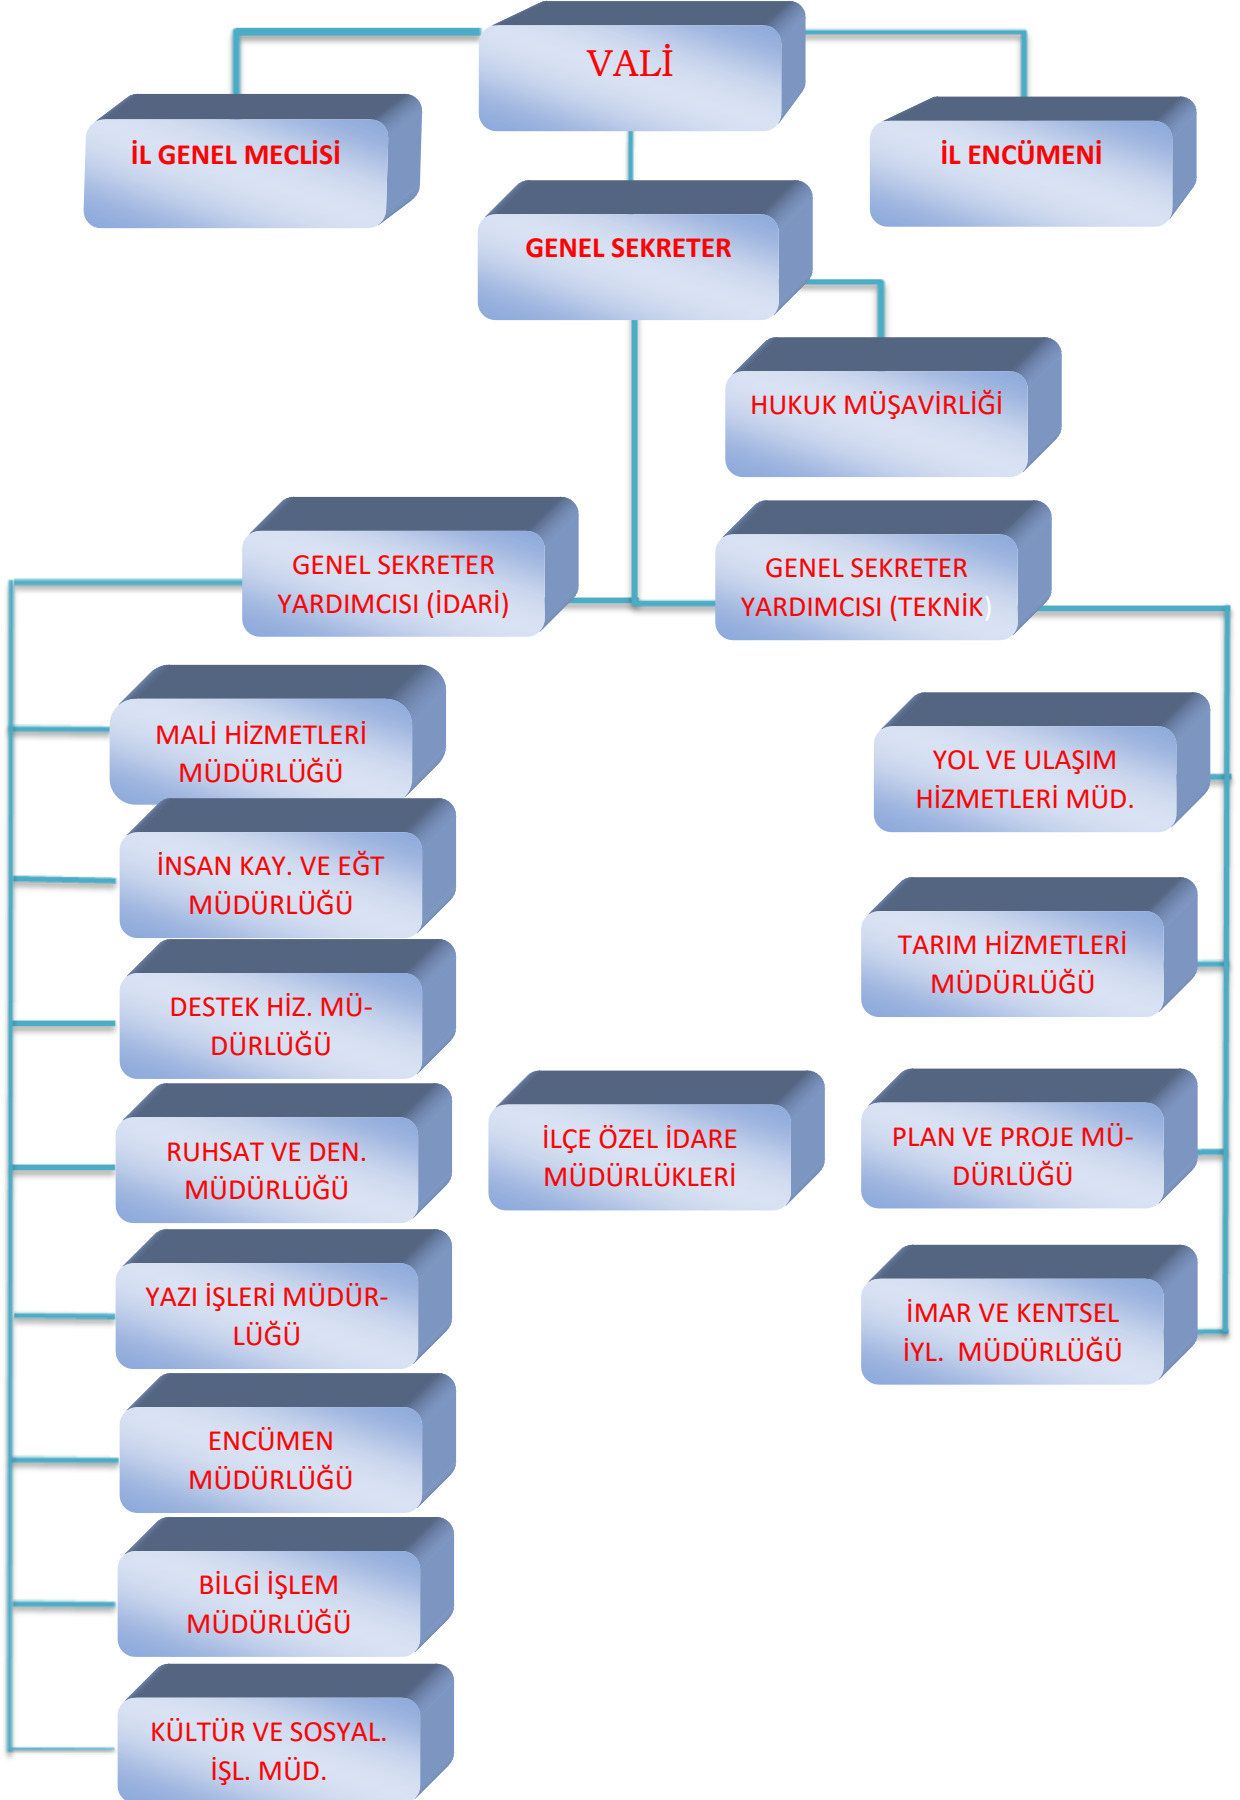 VALİ
İL GENEL MECLİSİ
İL ENCÜMENİ
GENEL SEKRETER
HUKUK MÜŞAVİRLİĞİ
GENEL SEKRETER
YARDIMCISI (İDARİ)
GENEL SEKRETER
YARDIMCISI (TEKNİK)
MALİ HİZMETLERİ
MÜDÜRLÜĞÜ
İNSAN KAY. VE EĞT
MÜDÜRLÜĞÜ
DESTEK HİZ. MÜ-
DÜRLÜĞÜ
RUHSAT VE DEN.
MÜDÜRLÜĞÜ
YAZI İŞLERİ MÜDÜR-
LÜĞÜ
ENCÜMEN
MÜDÜRLÜĞÜ
BİLGİ İŞLEM
MÜDÜRLÜĞÜ
KÜLTÜR VE SOSYAL.
İŞL. MÜD.
İLÇE ÖZEL İDARE
MÜDÜRLÜKLERİ
YOL VE ULAŞIM
HİZMETLERİ MÜD.
TARIM HİZMETLERİ
MÜDÜRLÜĞÜ
PLAN VE PROJE MÜ-
DÜRLÜĞÜ
İMAR VE KENTSEL
İYL.  MÜDÜRLÜĞÜ